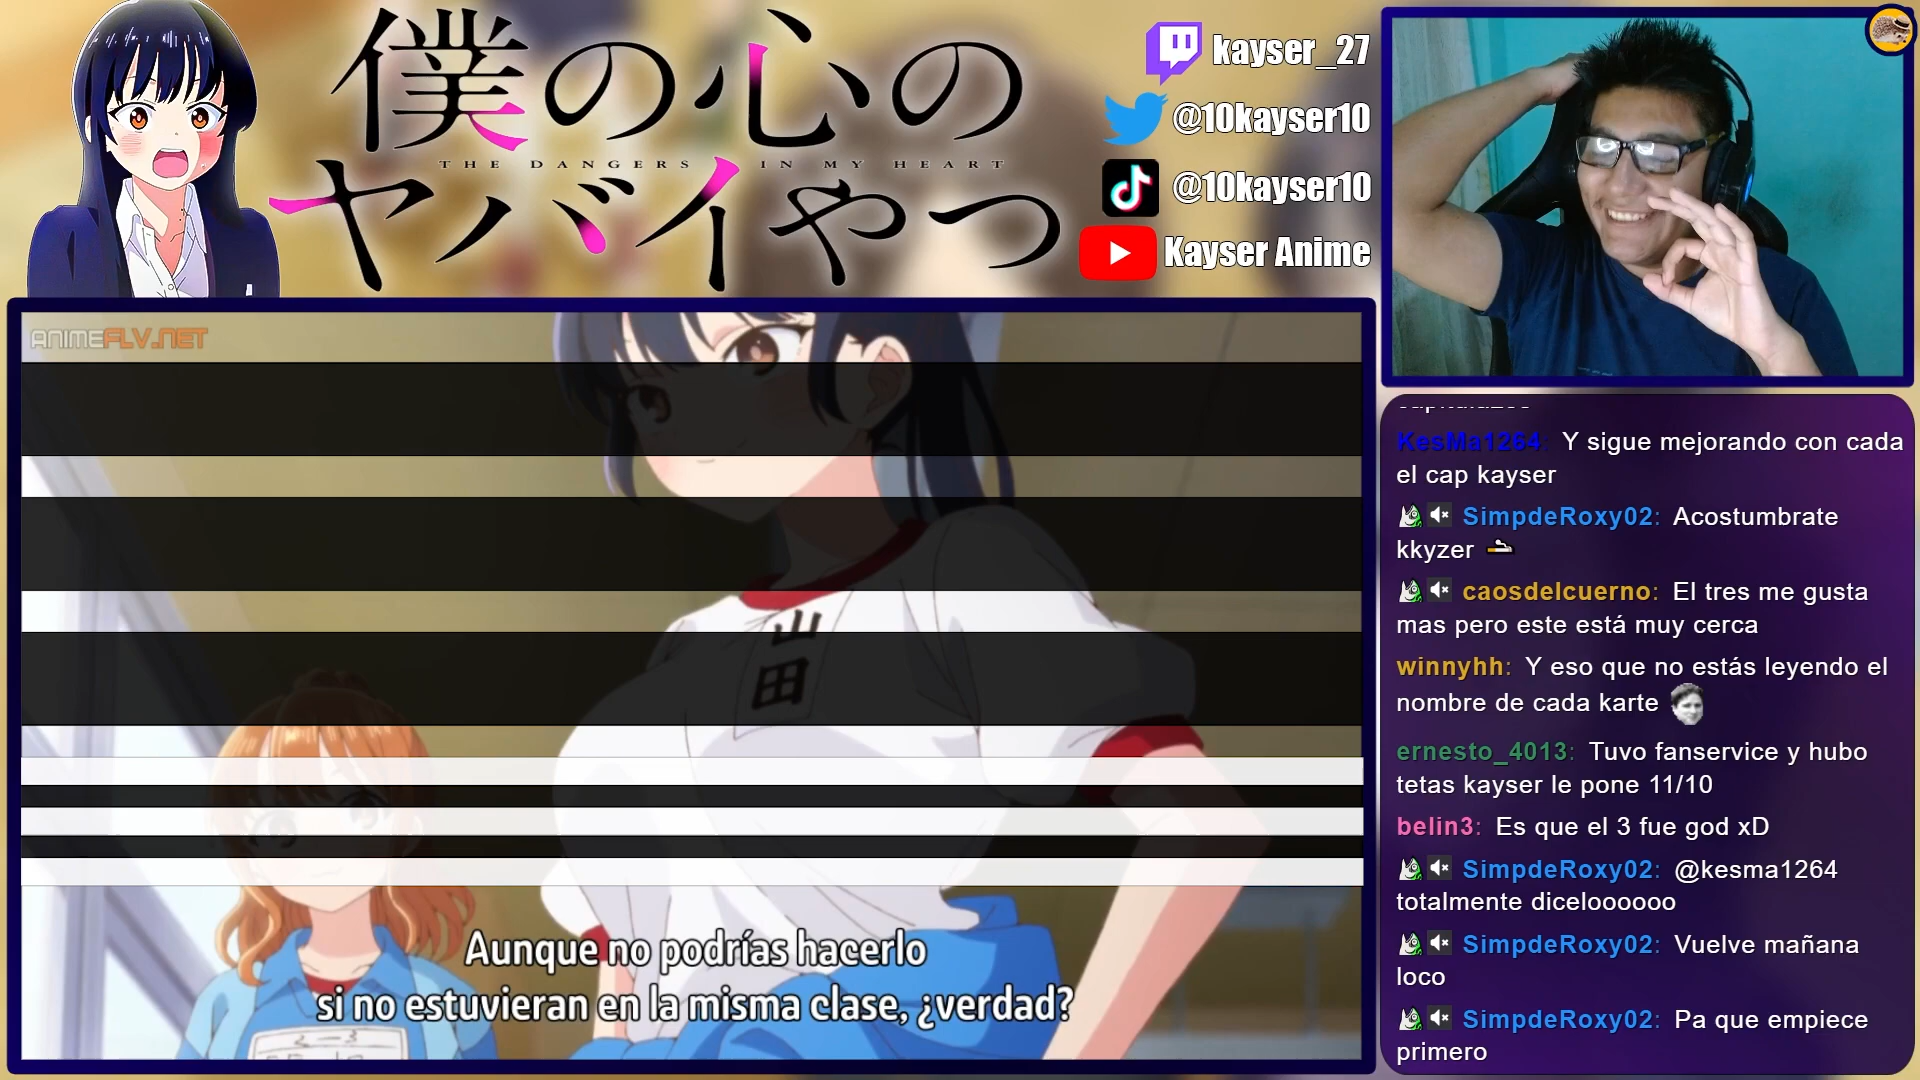 僕の心の
THE DANGERS IN MY HEART
ヤバイやつ
kayser_27
@10kayser10
@10kayser10
Kayser Anime
ANIMEFLV.NET
山田
2-3
Aunque no podrías hacerlo
si no estuvieran en la misma clase, ¿verdad?
KesMa1264: Y sigue mejorando con cada
el cap kayser
SimpdeRoxy02: Acostumbrate
kkyzer
caosdelcuerno: El tres me gusta
mas pero este está muy cerca
winnyhh: Y eso que no estás leyendo el
nombre de cada karte
ernesto_4013: Tuvo fanservice y hubo
tetas kayser le pone 11/10
belin3: Es que el 3 fue god xD
SimpdeRoxy02: @kesma1264
totalmente diceloooooo
SimpdeRoxy02: Vuelve mañana
loco
SimpdeRoxy02: Pa que empiece
primero